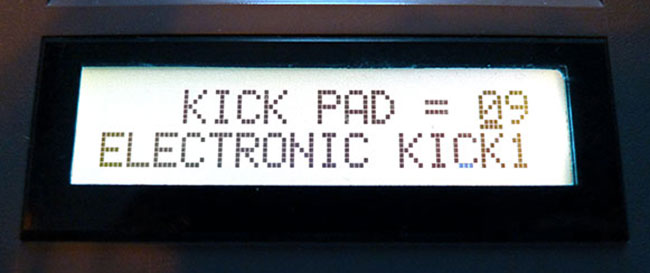 KICK PAD = 09
ELECTRONIC KICK1